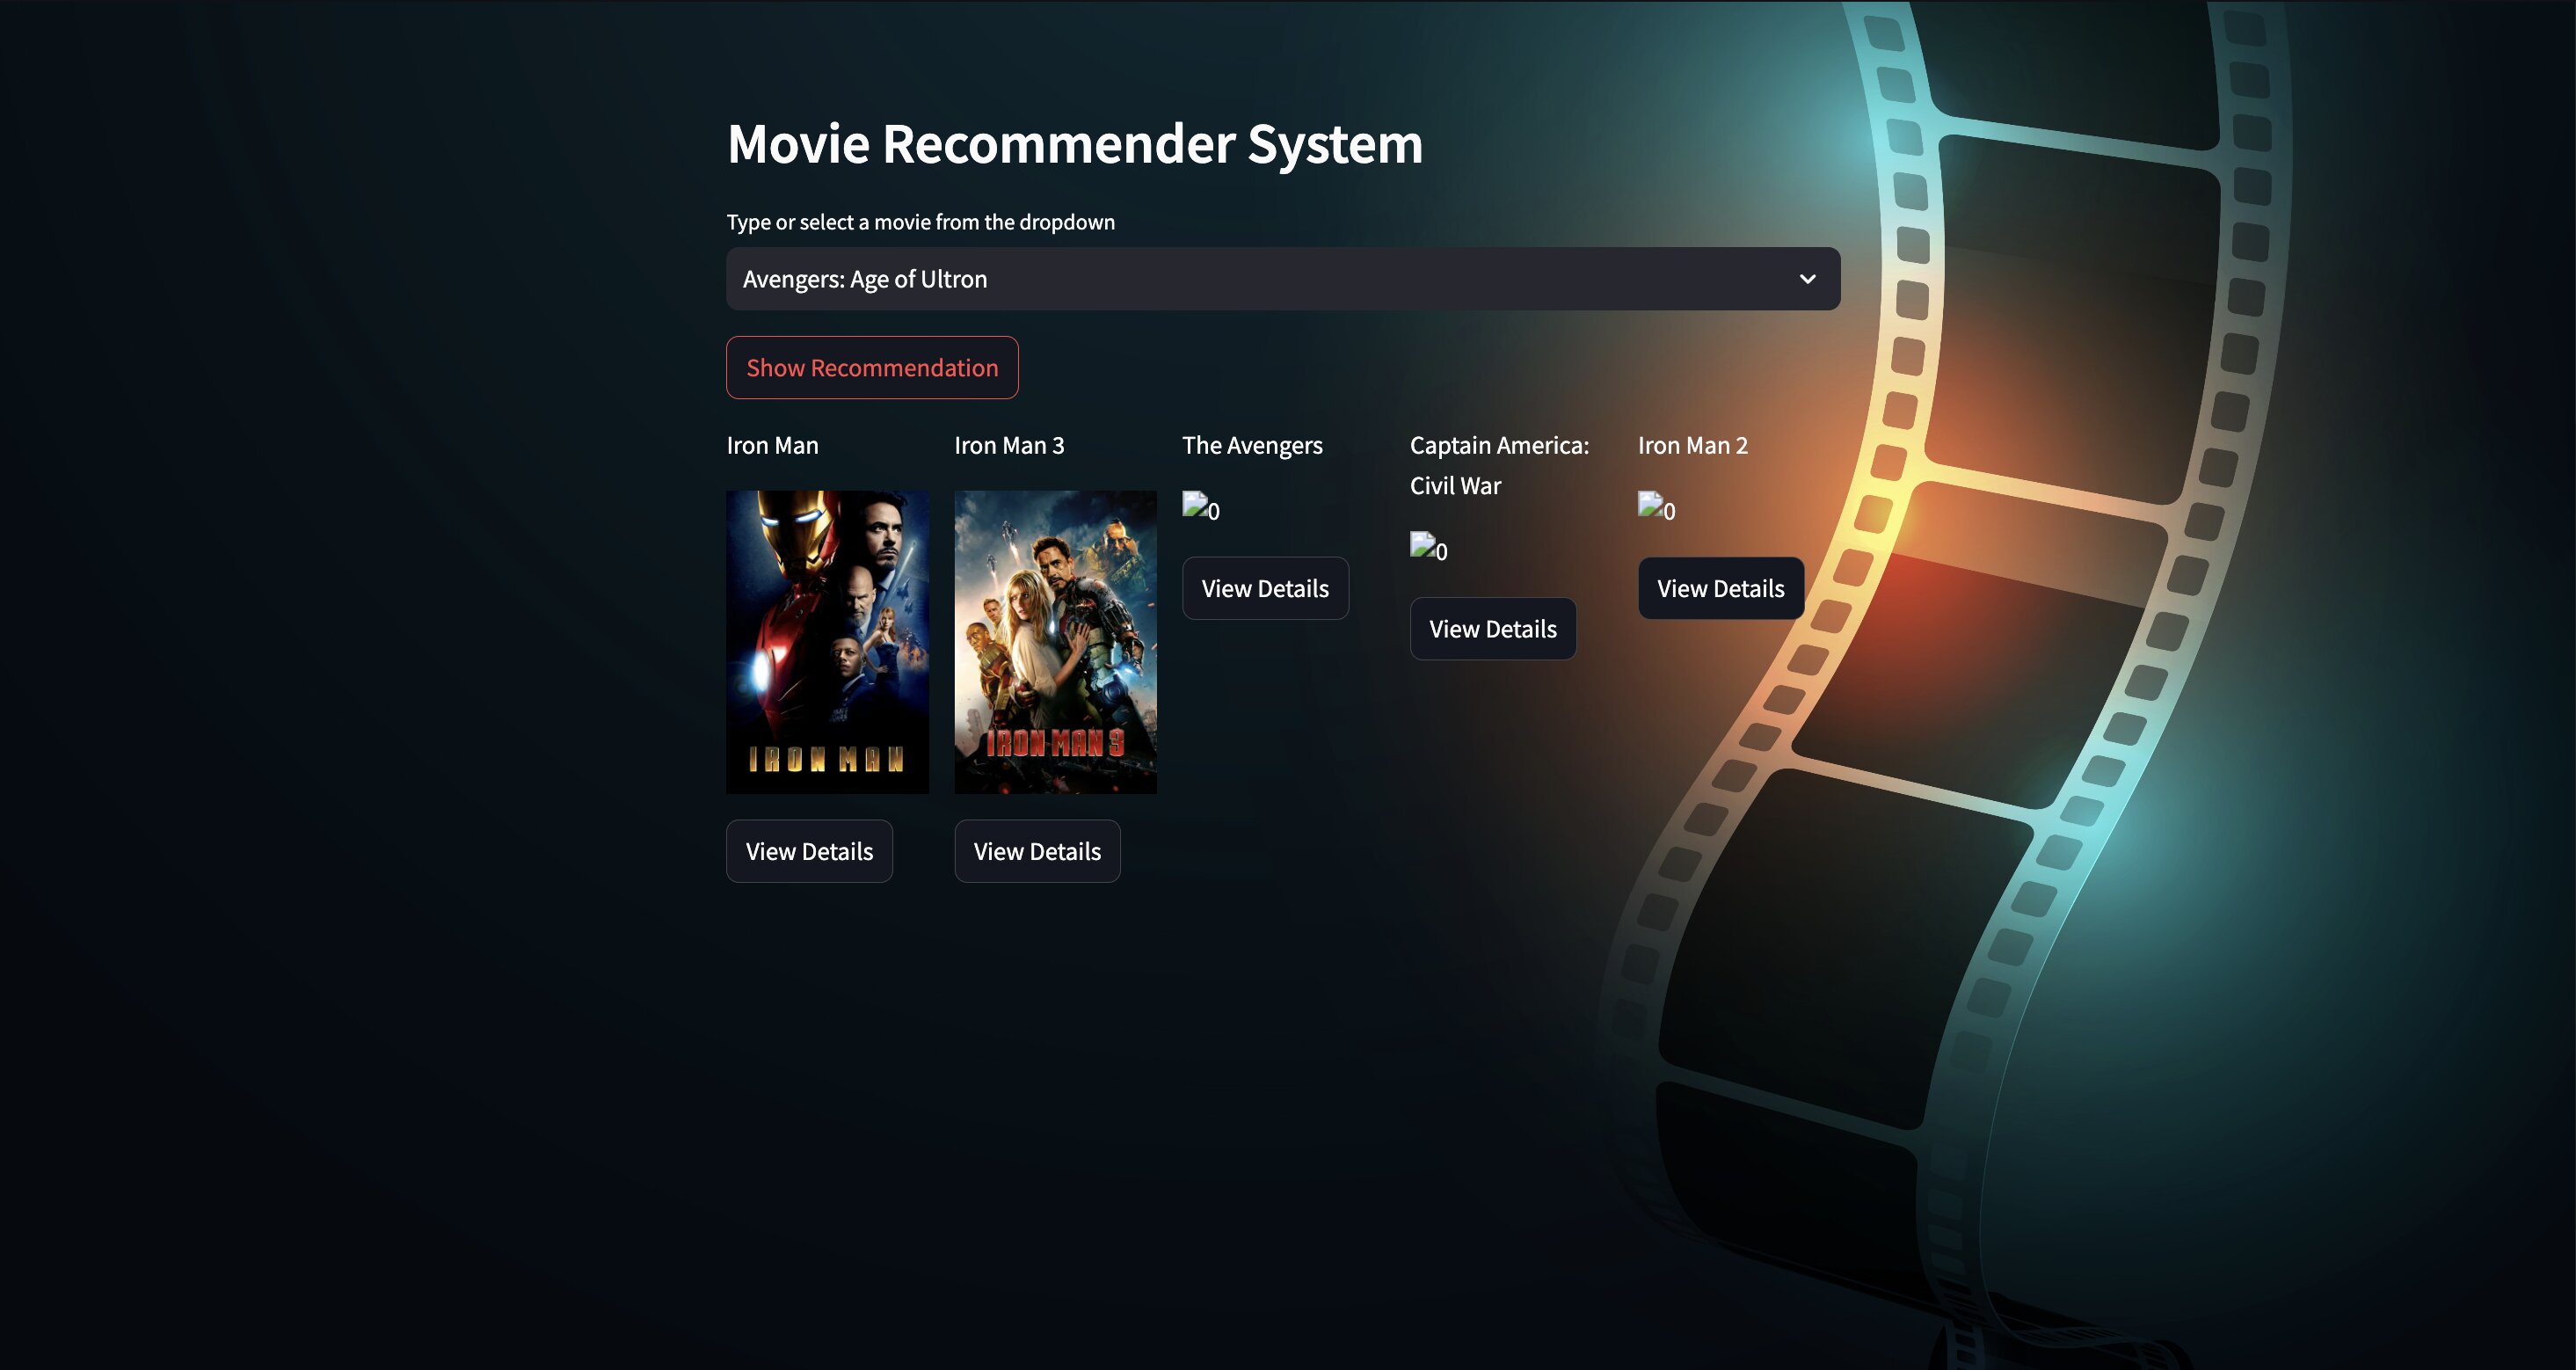 Movie Recommender System
Type or select a movie from the dropdown
Avengers: Age of Ultron
Show Recommendation
Iron Man
IRON MAN
View Details
Iron Man 3
IRON MAN 3
View Details
The Avengers
0
View Details
Captain America:
Civil War
0
View Details
Iron Man 2
0
View Details